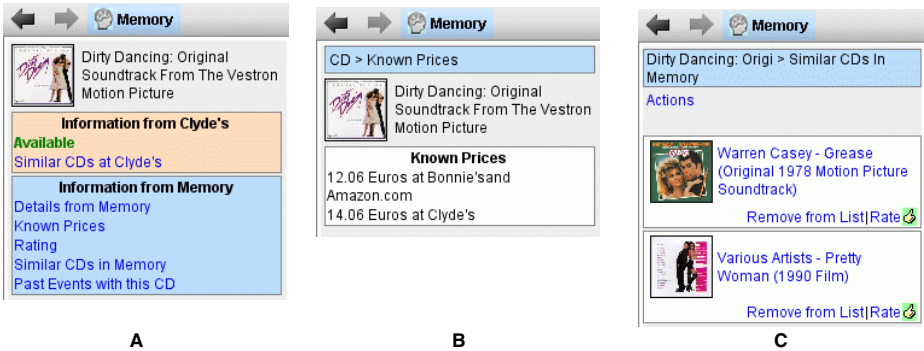 Memory
Dirty Dancing: Original
Soundtrack From The Vestron
Motion Picture
Information from Clyde's
Available
Similar CDs at Clyde's
Information from Memory
Details from Memory
Known Prices
Rating
Similar CDs in Memory
Past Events with this CD
A
Memory
CD > Known Prices
Dirty Dancing: Original
Soundtrack From The Vestron
Motion Picture
Known Prices
12.06 Euros at Bonnie'sand
Amazon.com
14.06 Euros at Clyde's
B
Memory
Dirty Dancing: Origi > Similar CDs In
Memory
Actions
GREASE
Warren Casey - Grease
(Original 1978 Motion Picture
Soundtrack)
Remove from List|Rate
PRETTY WOMAN
Various Artists - Pretty
Woman (1990 Film)
Remove from List|Rate
C